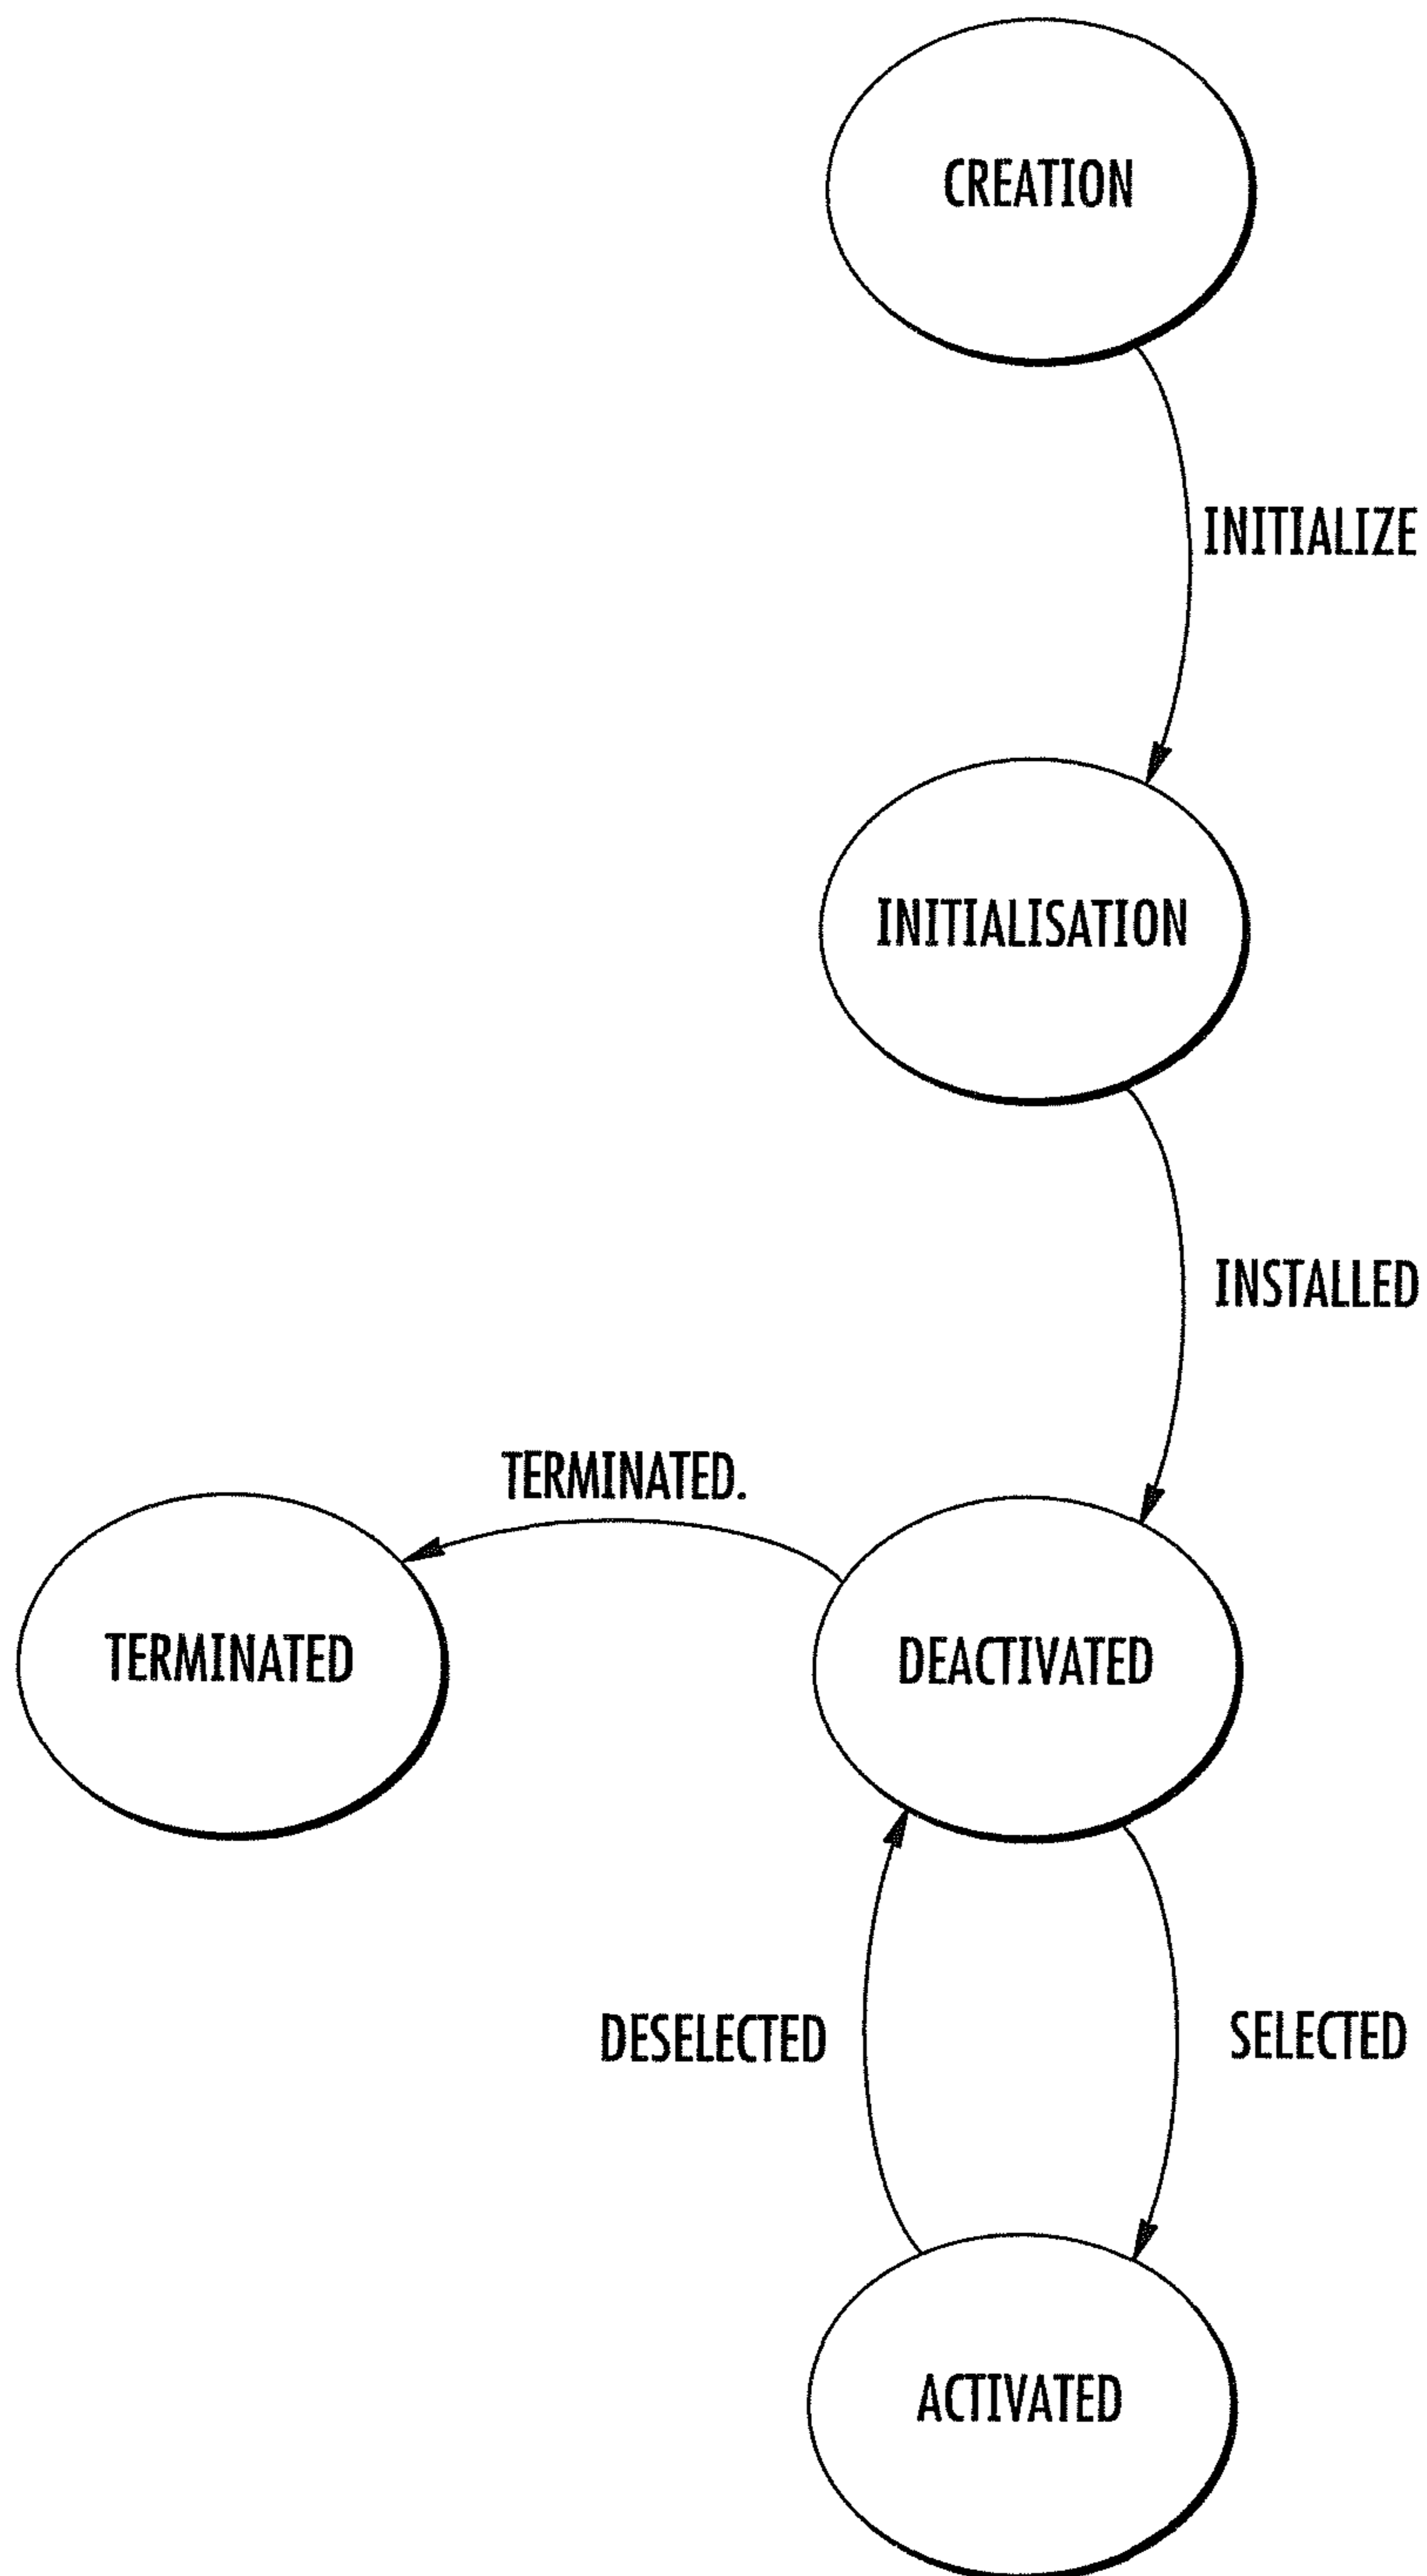 CREATION
INITIALIZE
INITIALISATION
INSTALLED
TERMINATED.
TERMINATED
DEACTIVATED
DESELECTED
SELECTED
ACTIVATED